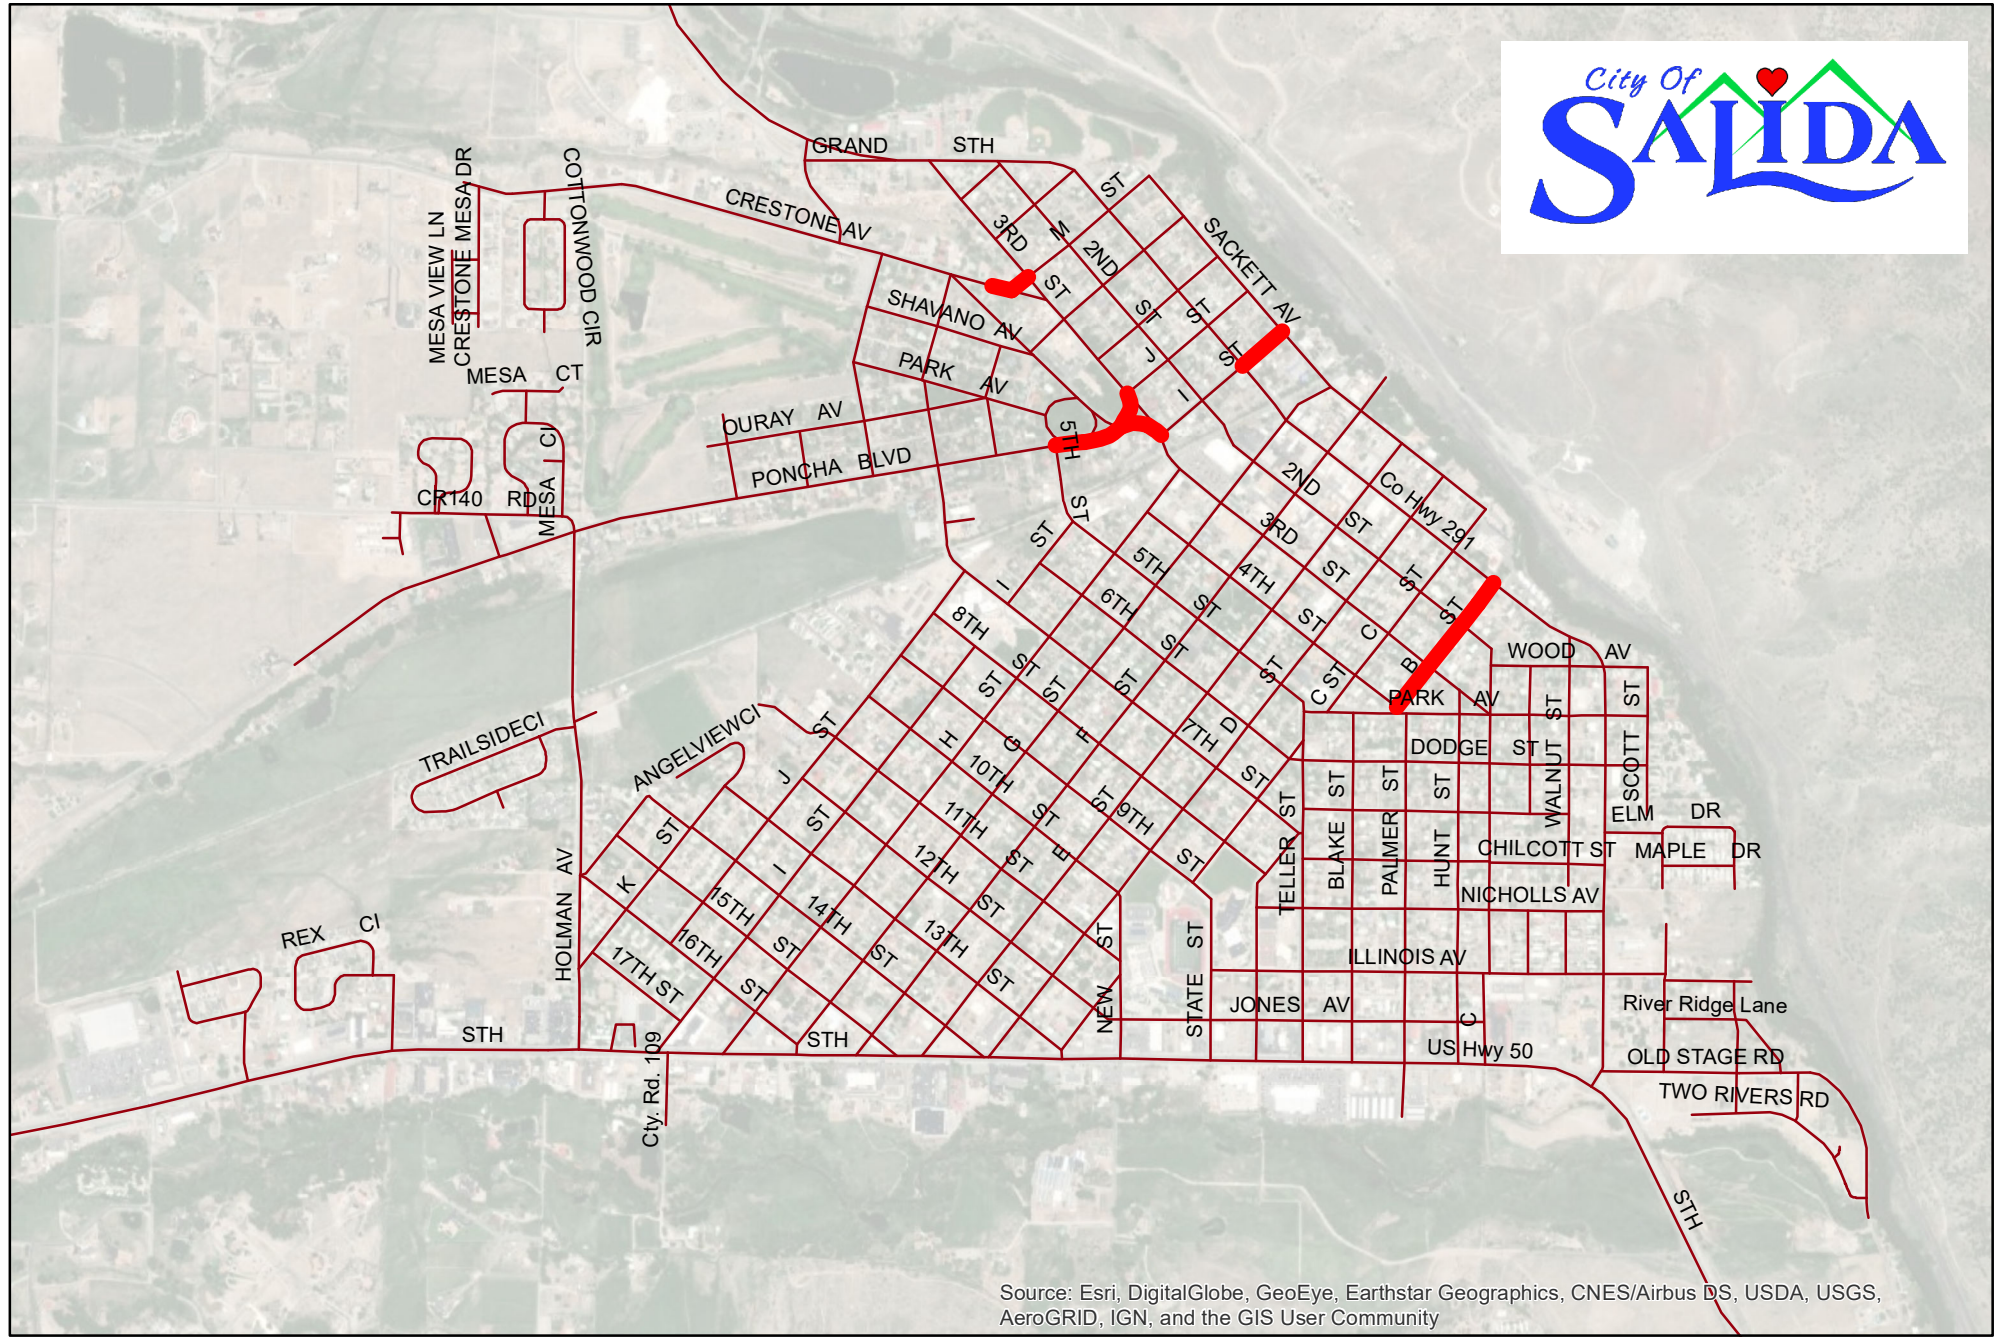 City Of
SALIDA
GRAND STH
CRESTONE AV
MESA VIEW LN
CRESTONE MESA DR
COTTONWOOD CIR
3RD ST
M ST
2ND ST
SACKETT AV
SHAVANO AV
PARK AV
J ST
I ST
MESA CT
OURAY AV
PONCHA BLVD
5TH ST
MESA CI
MESA
CR140 RD
2ND ST
Co Hwy 291
3RD ST
4TH ST
5TH ST
6TH ST
7TH ST
8TH ST
9TH ST
10TH ST
11TH ST
12TH ST
13TH ST
14TH ST
15TH ST
16TH ST
17TH ST
I ST
H ST
G ST
F ST
E ST
D ST
C ST
B ST
C ST
J ST
K ST
I ST
WOOD AV
PARK AV
DODGE ST
WALNUT ST
SCOTT ST
ELM DR
MAPLE DR
CHILCOTT ST
NICHOLLS AV
TELLER ST
BLAKE ST
PALMER ST
HUNT ST
ILLINOIS AV
JONES AV
NEW ST
STATE ST
C
US Hwy 50
River Ridge Lane
OLD STAGE RD
TWO RIVERS RD
TRAILSIDECI
ANGELVIEWCI
HOLMAN AV
REX CI
STH
Cty. Rd. 109
STH
STH
Source: Esri, DigitalGlobe, GeoEye, Earthstar Geographics, CNES/Airbus DS, USDA, USGS,
AeroGRID, IGN, and the GIS User Community